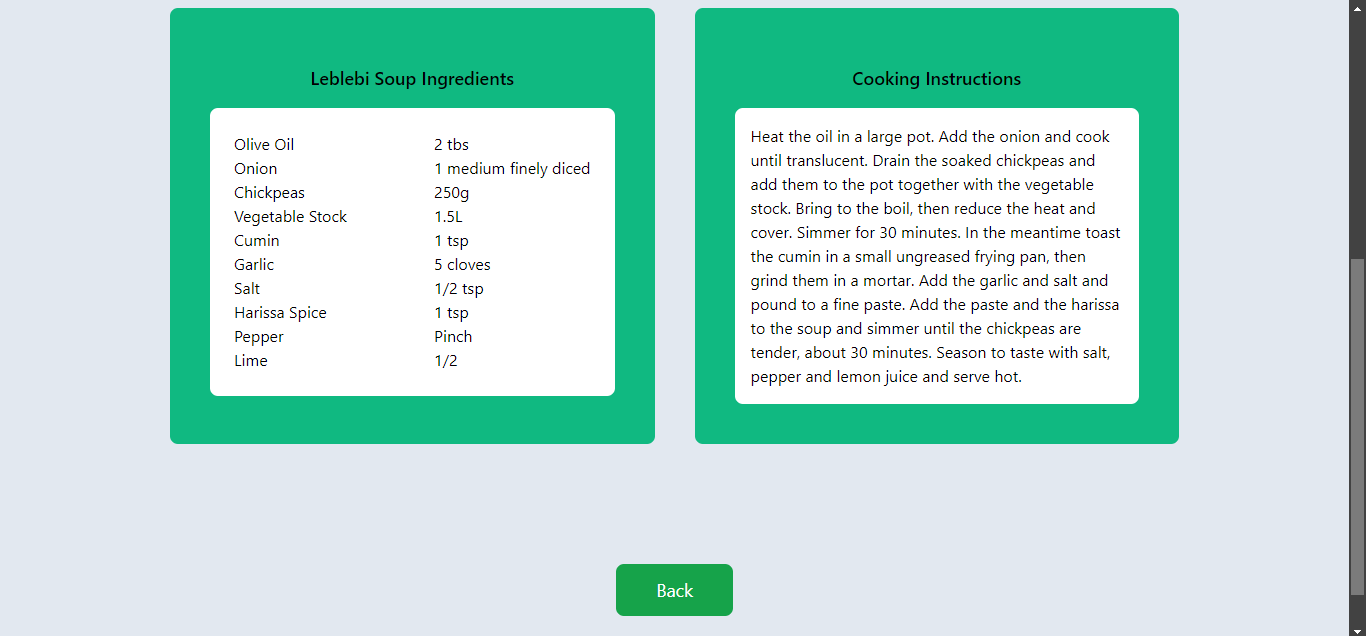 Leblebi Soup Ingredients
Olive Oil 2 tbs
Onion 1 medium finely diced
Chickpeas 250g
Vegetable Stock 1.5L
Cumin 1 tsp
Garlic 5 cloves
Salt 1/2 tsp
Harissa Spice 1 tsp
Pepper Pinch
Lime 1/2
Cooking Instructions
Heat the oil in a large pot. Add the onion and cook
until translucent. Drain the soaked chickpeas and
add them to the pot together with the vegetable
stock. Bring to the boil, then reduce the heat and
cover. Simmer for 30 minutes. In the meantime toast
the cumin in a small ungreased frying pan, then
grind them in a mortar. Add the garlic and salt and
pound to a fine paste. Add the paste and the harissa
to the soup and simmer until the chickpeas are
tender, about 30 minutes. Season to taste with salt,
pepper and lemon juice and serve hot.
Back